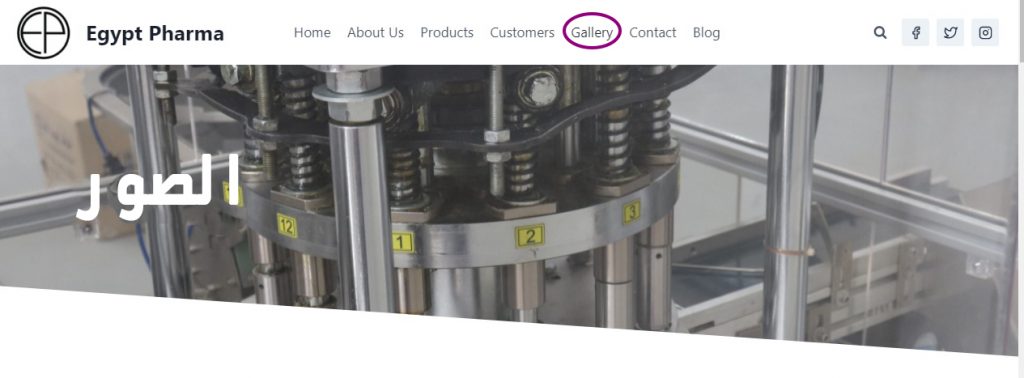 EP Egypt Pharma Home About Us Products Customers Gallery Contact Blog
الصور
12 1 2 3